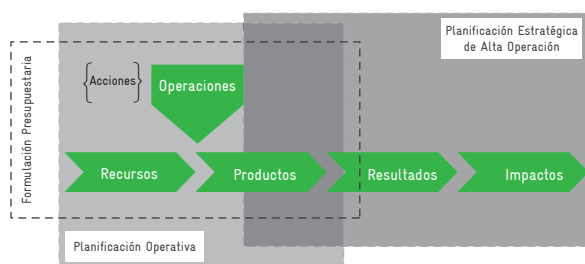 Planificación Estratégica
de Alta Operación
Formulación Presupuestaria
{Acciones}
Operaciones
Recursos
Productos
Resultados
Impactos
Planificación Operativa